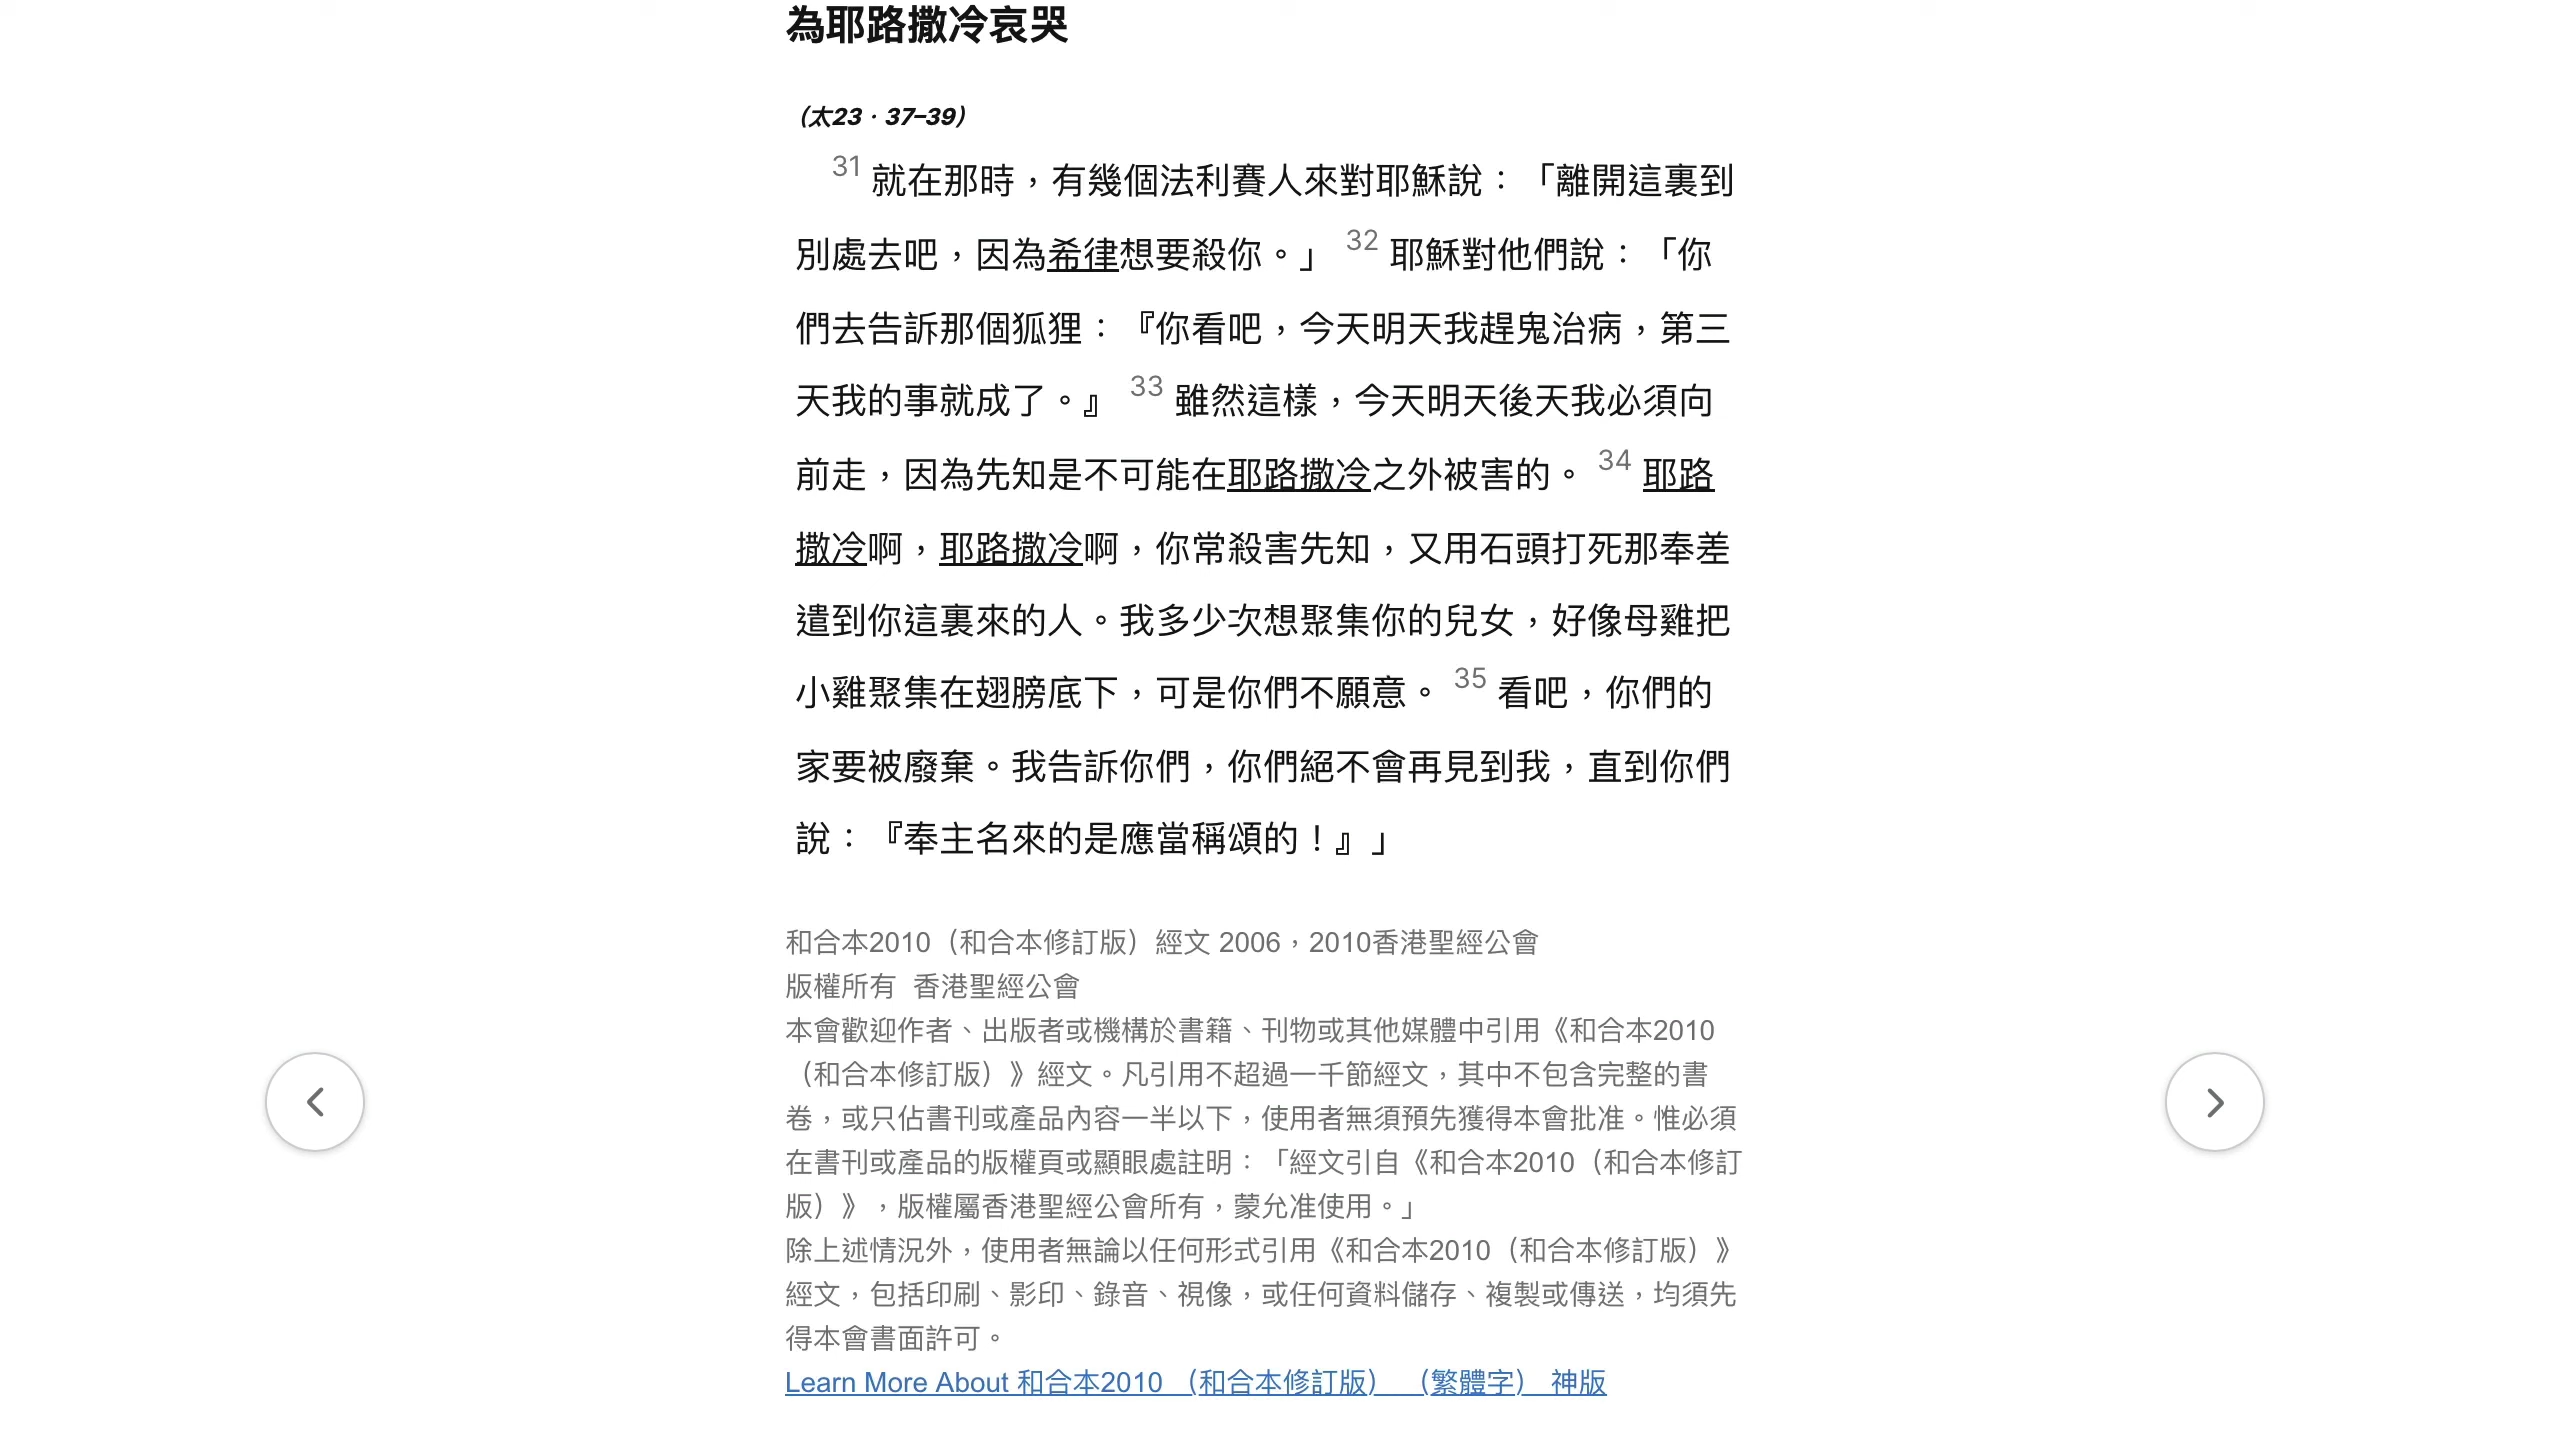 為耶路撒冷哀哭
（太23‧37–39）
31 就在那時，有幾個法利賽人來對耶穌說：「離開這裏到
別處去吧，因為希律想要殺你。」 32 耶穌對他們說：「你
們去告訴那個狐狸：『你看吧，今天明天我趕鬼治病，第三
天我的事就成了。』 33 雖然這樣，今天明天後天我必須向
前走，因為先知是不可能在耶路撒冷之外被害的。 34 耶路
撒冷啊，耶路撒冷啊，你常殺害先知，又用石頭打死那奉差
遣到你這裏來的人。我多少次想聚集你的兒女，好像母雞把
小雞聚集在翅膀底下，可是你們不願意。 35 看吧，你們的
家要被廢棄。我告訴你們，你們絕不會再見到我，直到你們
說：『奉主名來的是應當稱頌的！』」
和合本2010（和合本修訂版）經文 2006，2010香港聖經公會
版權所有 香港聖經公會
本會歡迎作者、出版者或機構於書籍、刊物或其他媒體中引用《和合本2010
（和合本修訂版）》經文。凡引用不超過一千節經文，其中不包含完整的書
卷，或只佔書刊或產品內容一半以下，使用者無須預先獲得本會批准。惟必須
在書刊或產品的版權頁或顯眼處註明：「經文引自《和合本2010（和合本修訂
版）》，版權屬香港聖經公會所有，蒙允准使用。」
除上述情況外，使用者無論以任何形式引用《和合本2010（和合本修訂版）》
經文，包括印刷、影印、錄音、視像，或任何資料儲存、複製或傳送，均須先
得本會書面許可。
Learn More About 和合本2010 （和合本修訂版） （繁體字） 神版